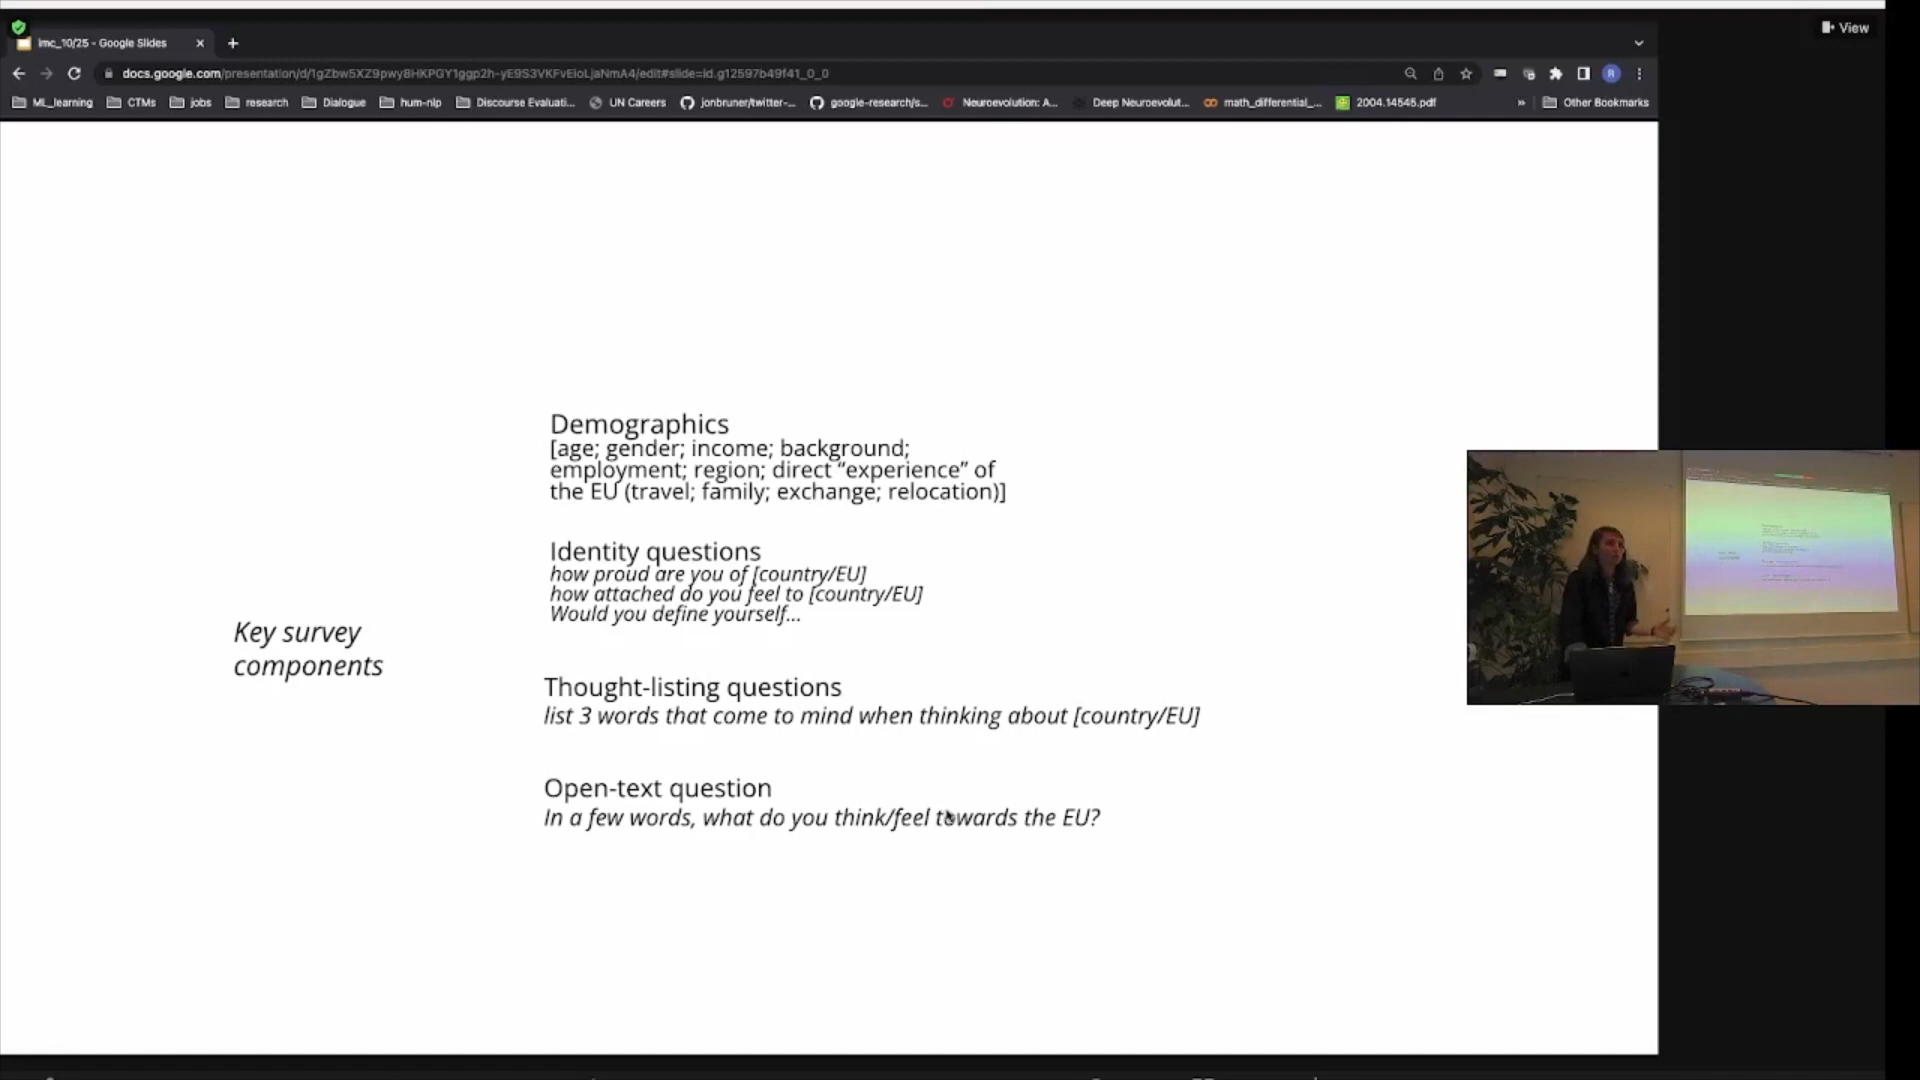 View
imc_10/25 - Google Slides
docs.google.com/presentation/d/1gZbw5XZ9pwy8HKPGY1ggp2h-yE9S3VKFvEioLjaNmA4/edit#slide=id.g12597b49f41_0_0
ML_learning CTMs jobs research Dialogue hum-nlp Discourse Evaluati... UN Careers jonbruner/twitter-... google-research/s... Neuroevolution: A... Deep Neuroevolut... math_differential_... 2004.14545.pdf » Other Bookmarks
Demographics
[age; gender; income; background;
employment; region; direct “experience” of
the EU (travel; family; exchange; relocation)]
Identity questions
how proud are you of [country/EU]
how attached do you feel to [country/EU]
Would you define yourself...
Key survey
components
Thought-listing questions
list 3 words that come to mind when thinking about [country/EU]
Open-text question
In a few words, what do you think/feel towards the EU?